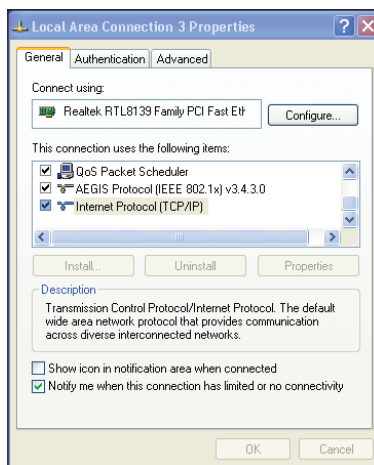 Local Area Connection 3 Properties
General Authentication Advanced
Connect using:
Realtek RTL8139 Family PCI Fast Eth
Configure...
This connection uses the following items:
QoS Packet Scheduler
AEGIS Protocol (IEEE 802.1x) v3.4.3.0
Internet Protocol (TCP/IP)
Install... Uninstall Properties
Description
Transmission Control Protocol/Internet Protocol. The default
wide area network protocol that provides communication
across diverse interconnected networks.
Show icon in notification area when connected
Notify me when this connection has limited or no connectivity
OK Cancel